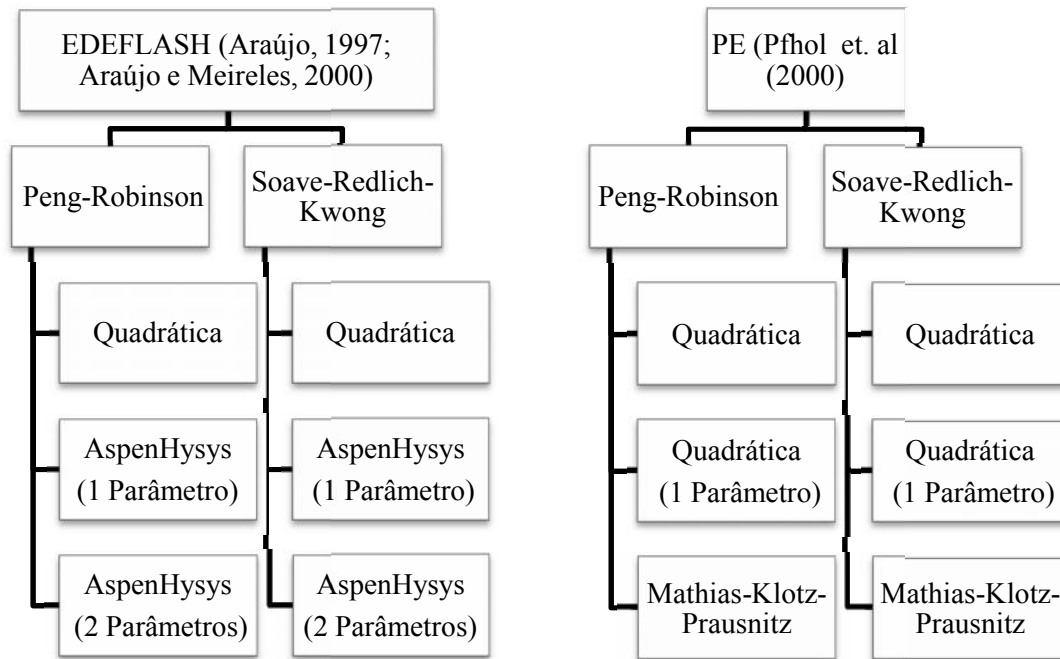 EDEFLASH (Araújo, 1997;
Araújo e Meireles, 2000)
Peng-Robinson
Soave-Redlich-
Kwong
Quadrática
Quadrática
AspenHysys
(1 Parâmetro)
AspenHysys
(1 Parâmetro)
AspenHysys
(2 Parâmetros)
AspenHysys
(2 Parâmetros)
PE (Pfhol et. al
(2000)
Peng-Robinson
Soave-Redlich-
Kwong
Quadrática
Quadrática
Quadrática
(1 Parâmetro)
Quadrática
(1 Parâmetro)
Mathias-Klotz-
Prausnitz
Mathias-Klotz-
Prausnitz